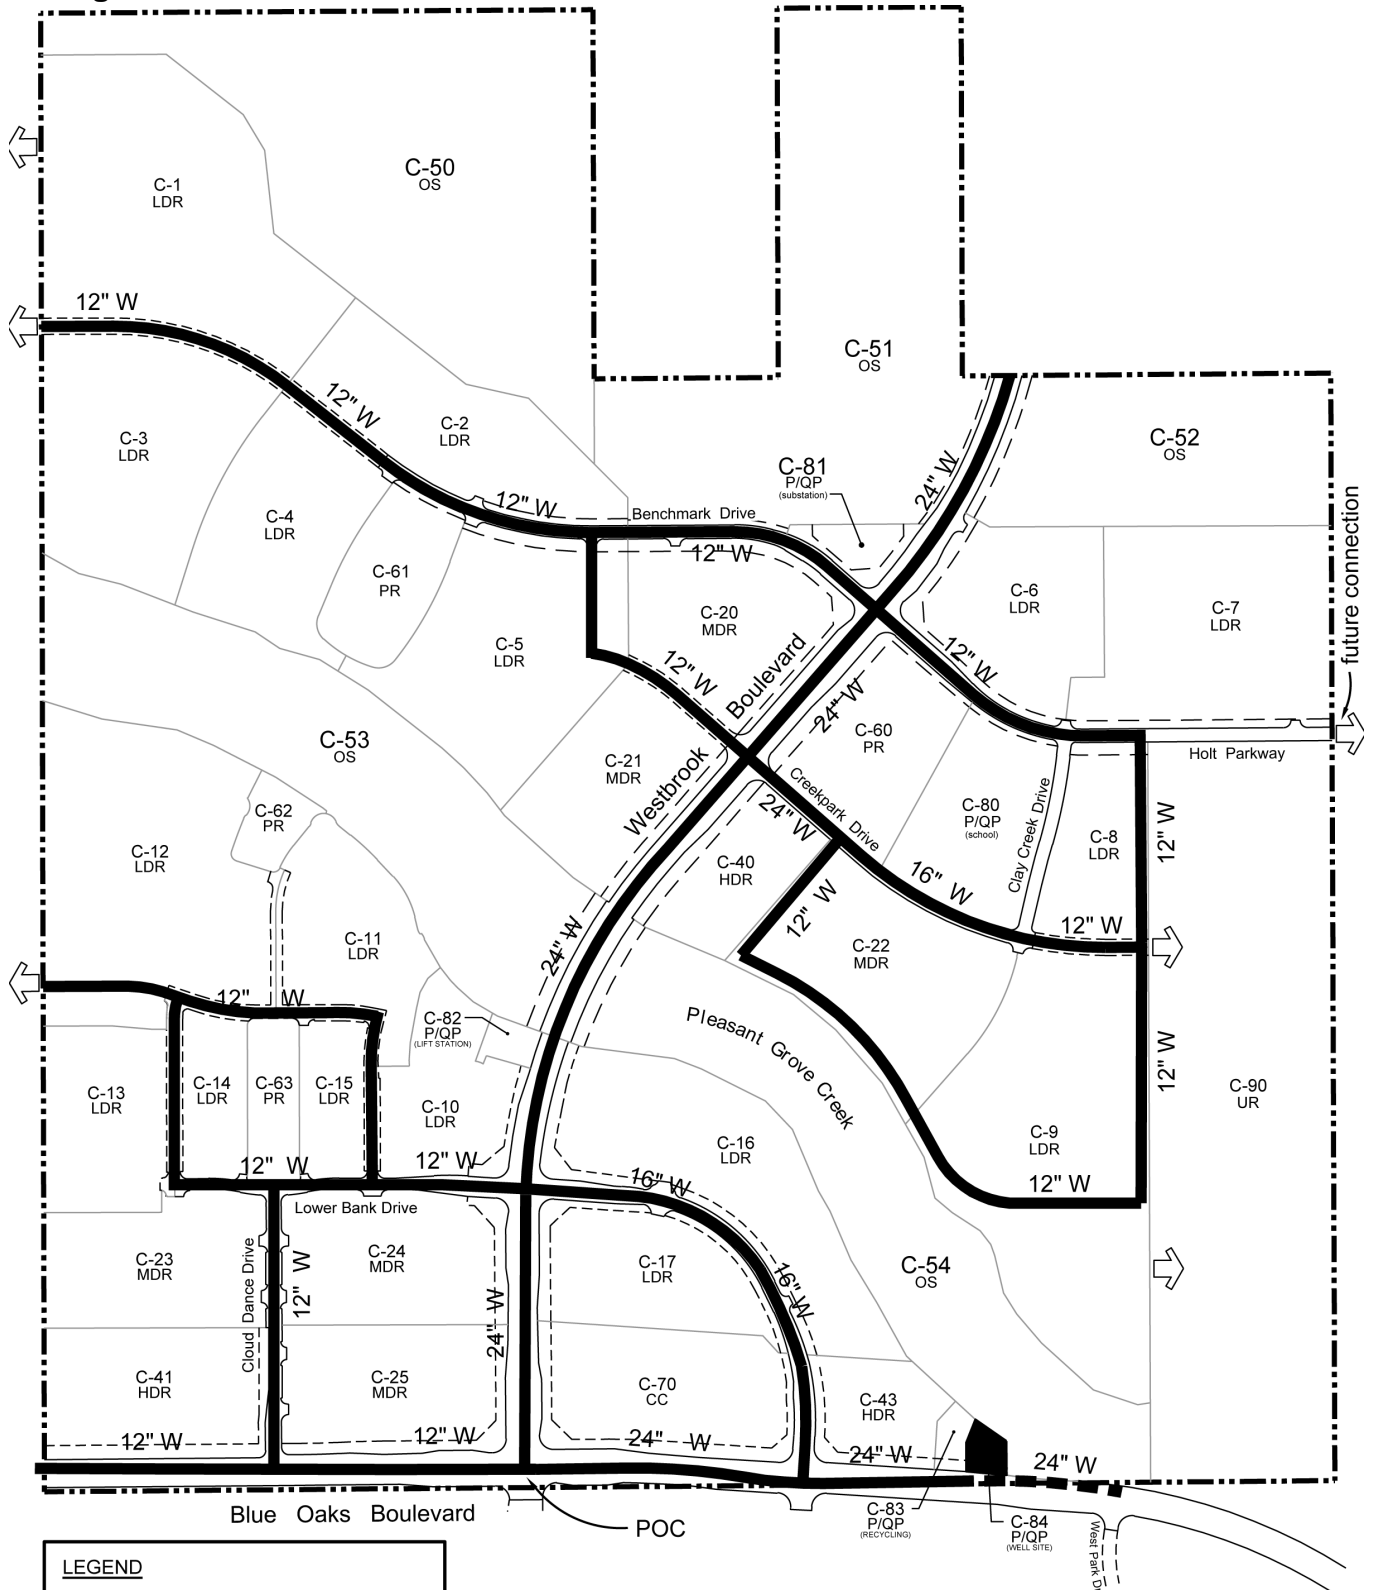 C-50
OS
C-1
LDR
12" W
C-51
OS
C-2
LDR
12" W
C-3
LDR
C-52
OS
C-81
P/QP
(substation)
24" W
12" W
Benchmark Drive
12" W
future connection
C-4
LDR
C-61
PR
C-20
MDR
C-6
LDR
C-7
LDR
C-5
LDR
12" W
12" W
24" W
Westbrook Boulevard
C-60
PR
Holt Parkway
C-53
OS
C-21
MDR
Creekpark Drive
24" W
C-62
PR
C-80
P/QP
(school)
Clay Creek Drive
C-8
LDR
12" W
C-12
LDR
C-40
HDR
16" W
12" W
12" W
C-11
LDR
24" W
C-22
MDR
12" W
C-82
P/QP
(LIFT STATION)
Pleasant Grove Creek
12" W
C-13
LDR
C-14
LDR
C-63
PR
C-15
LDR
C-10
LDR
C-90
UR
C-16
LDR
C-9
LDR
12" W
12" W
16" W
12" W
Lower Bank Drive
C-23
MDR
Cloud Dance Drive
12" W
C-24
MDR
C-17
LDR
16" W
C-54
OS
24" W
C-41
HDR
C-25
MDR
C-70
CC
C-43
HDR
12" W
12" W
24" W
24" W
24" W
Blue Oaks Boulevard
POC
C-83
P/QP
(RECYCLING)
C-84
P/QP
(WELL SITE)
West Park
LEGEND